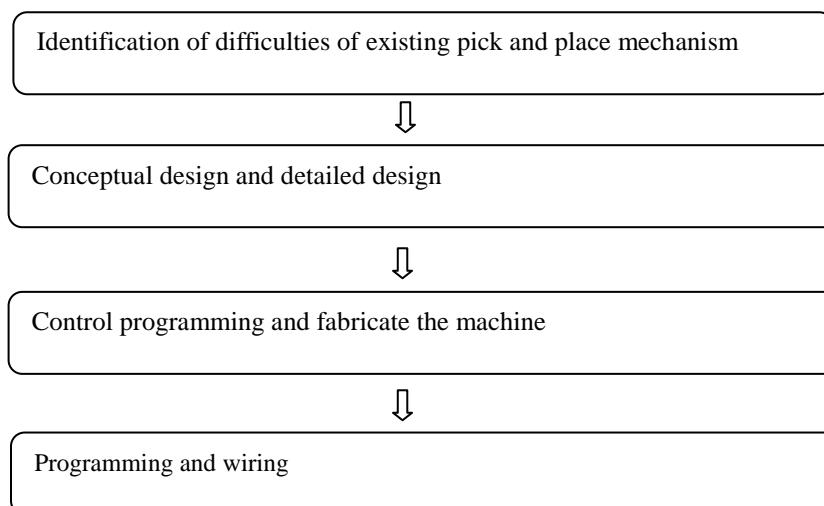 Identification of difficulties of existing pick and place mechanism
Conceptual design and detailed design
Control programming and fabricate the machine
Programming and wiring